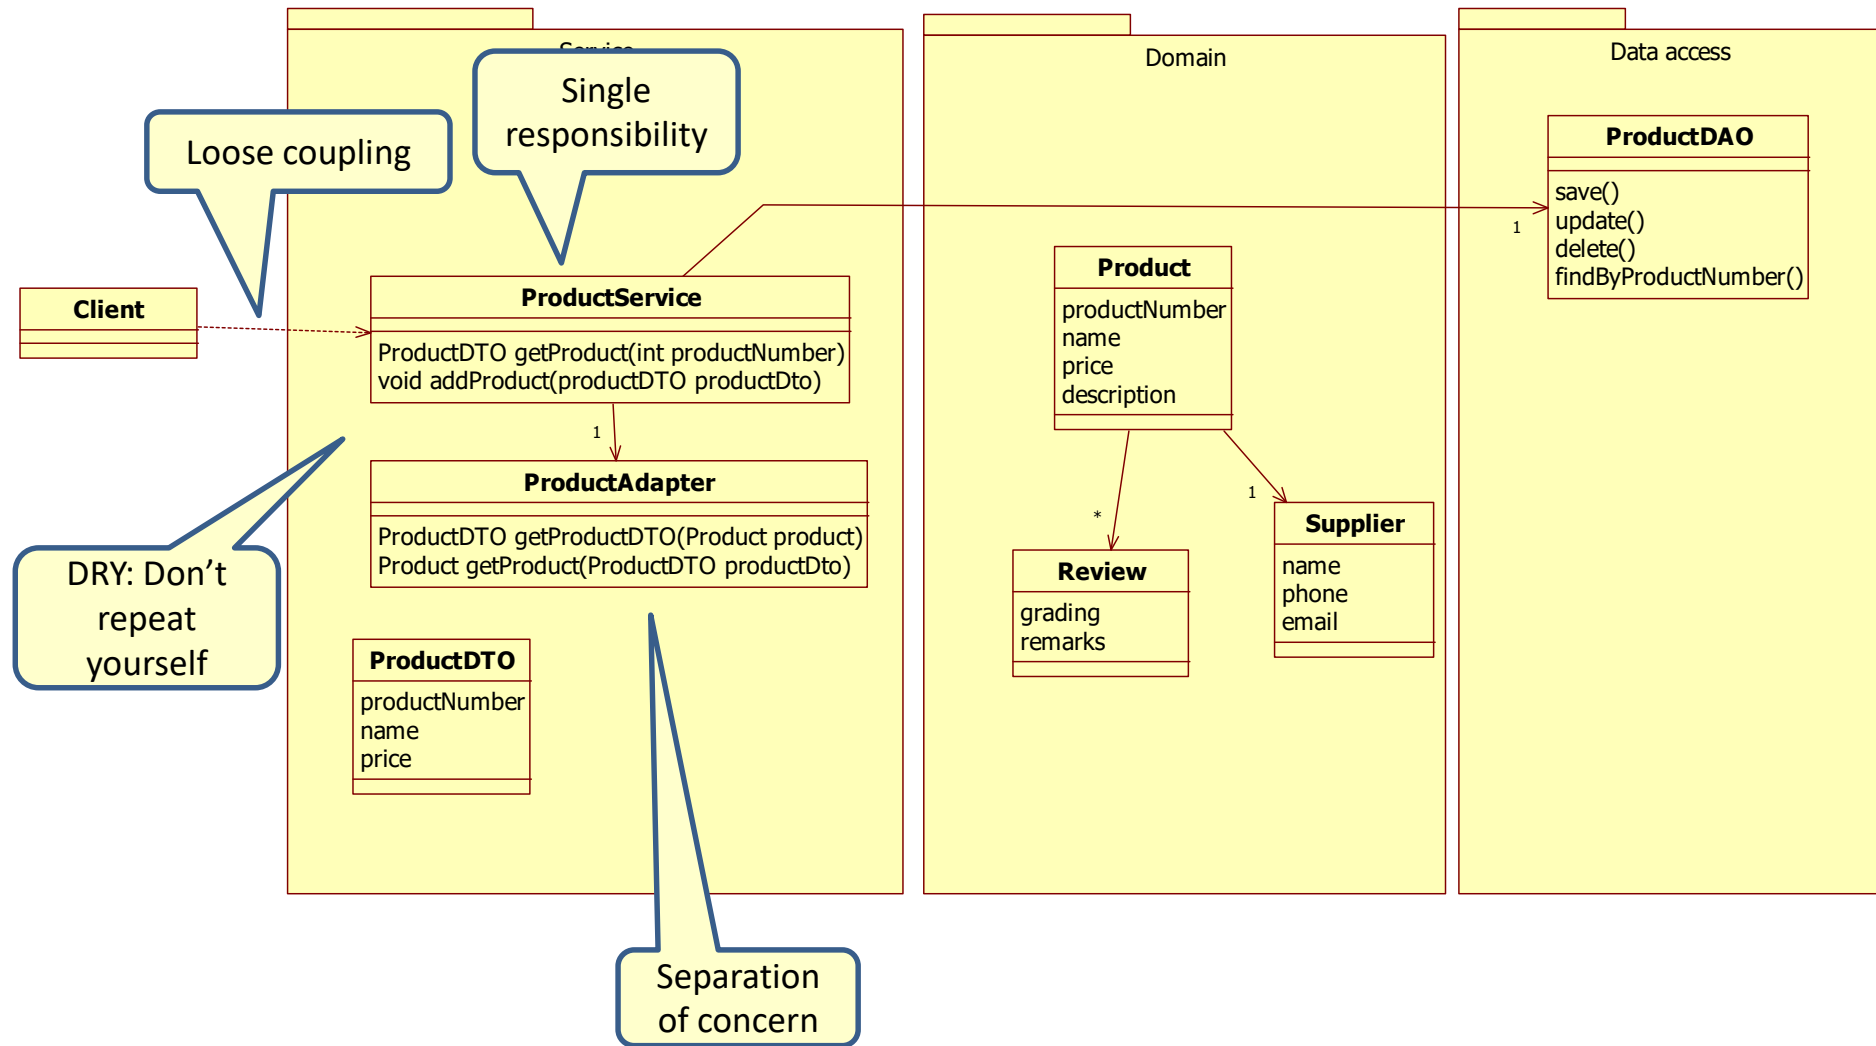 Service
Single
responsibility
Loose coupling
Client
ProductService
ProductDTO getProduct(int productNumber)
void addProduct(productDTO productDto)
1
ProductAdapter
ProductDTO getProductDTO(Product product)
Product getProduct(ProductDTO productDto)
DRY: Don’t
repeat
yourself
ProductDTO
productNumber
name
price
Separation
of concern
Domain
Product
productNumber
name
price
description
*
1
Review
grading
remarks
Supplier
name
phone
email
Data access
1
ProductDAO
save()
update()
delete()
findByProductNumber()